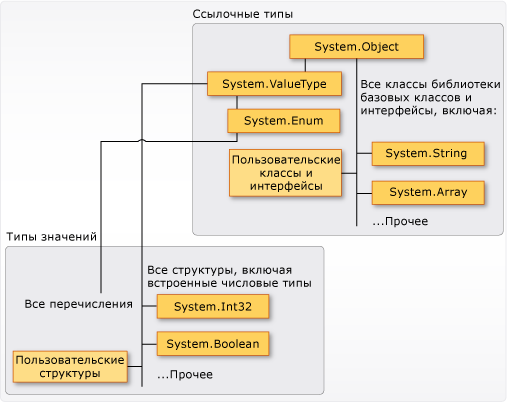 Ссылочные типы
System.Object
System.ValueType
Все классы библиотеки
базовых классов и
интерфейсы, включая:
System.Enum
System.String
Пользовательские
классы и
интерфейсы
System.Array
...Прочее
Типы значений
Все структуры, включая
встроенные числовые типы
Все перечисления
System.Int32
System.Boolean
Пользовательские
структуры
...Прочее